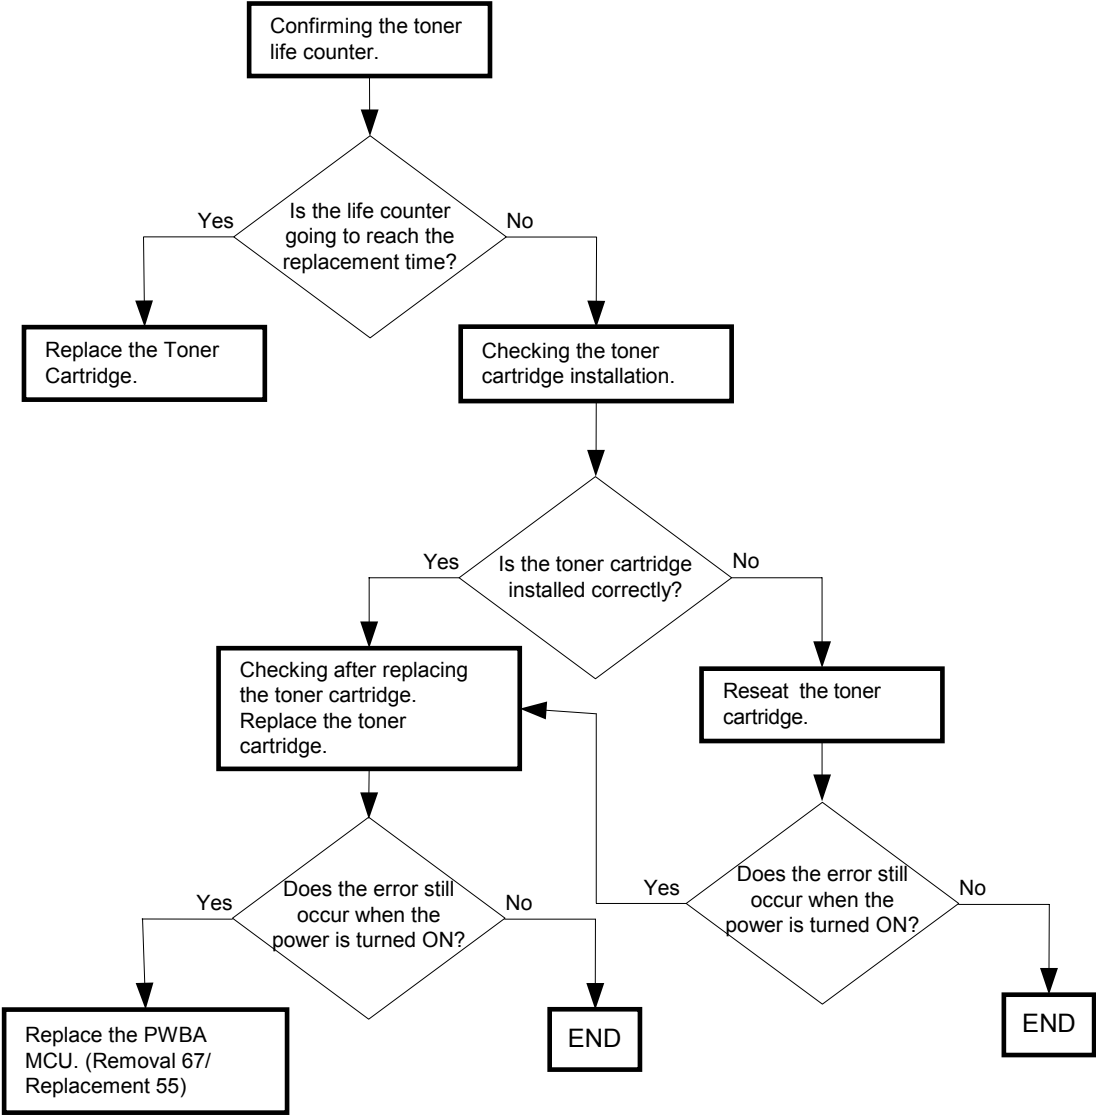 Confirming the toner
life counter.
Is the life counter
going to reach the
replacement time?
Yes
No
Replace the Toner
Cartridge.
Checking the toner
cartridge installation.
Is the toner cartridge
installed correctly?
Yes
No
Checking after replacing
the toner cartridge.
Replace the toner
cartridge.
Reseat the toner
cartridge.
Does the error still
occur when the
power is turned ON?
Yes
No
Does the error still
occur when the
power is turned ON?
Yes
No
Replace the PWBA
MCU. (Removal 67/
Replacement 55)
END
END